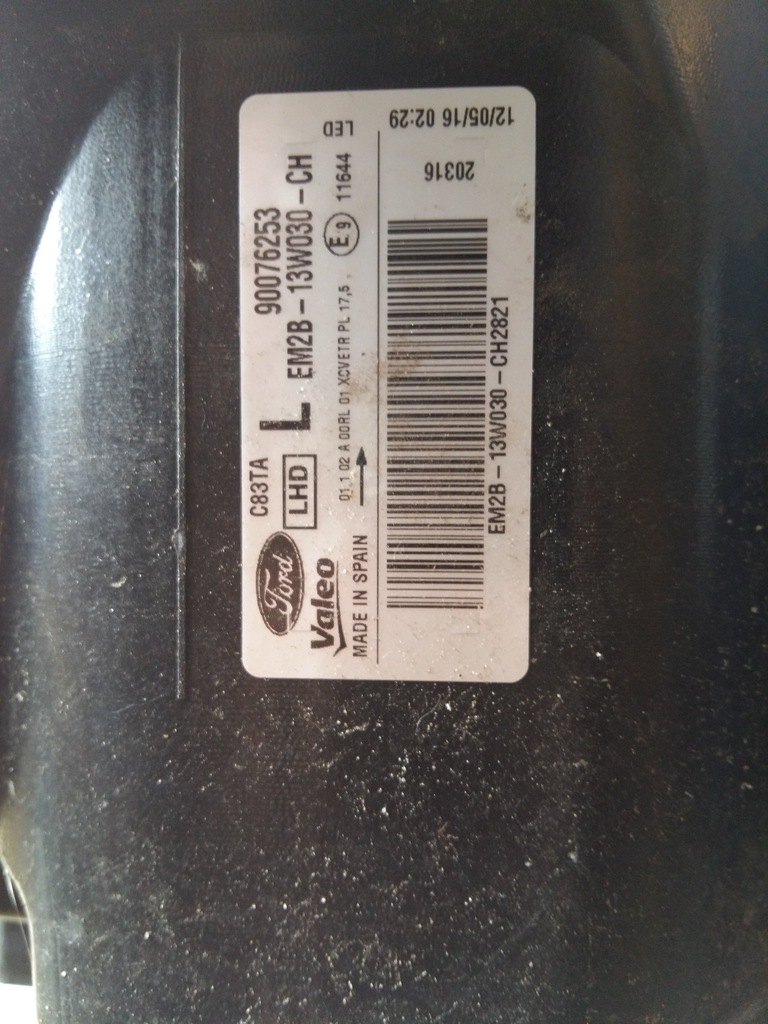 C83TA
90076253
Ford
LHD
L
EM2B - 13W030 - CH
Valeo
01 1 02 A 00RL 01 XCVETR PL 17,5
E9
11644
LED
MADE IN SPAIN
20316
12/05/16 02:29
EM2B - 13W030 - CH2821